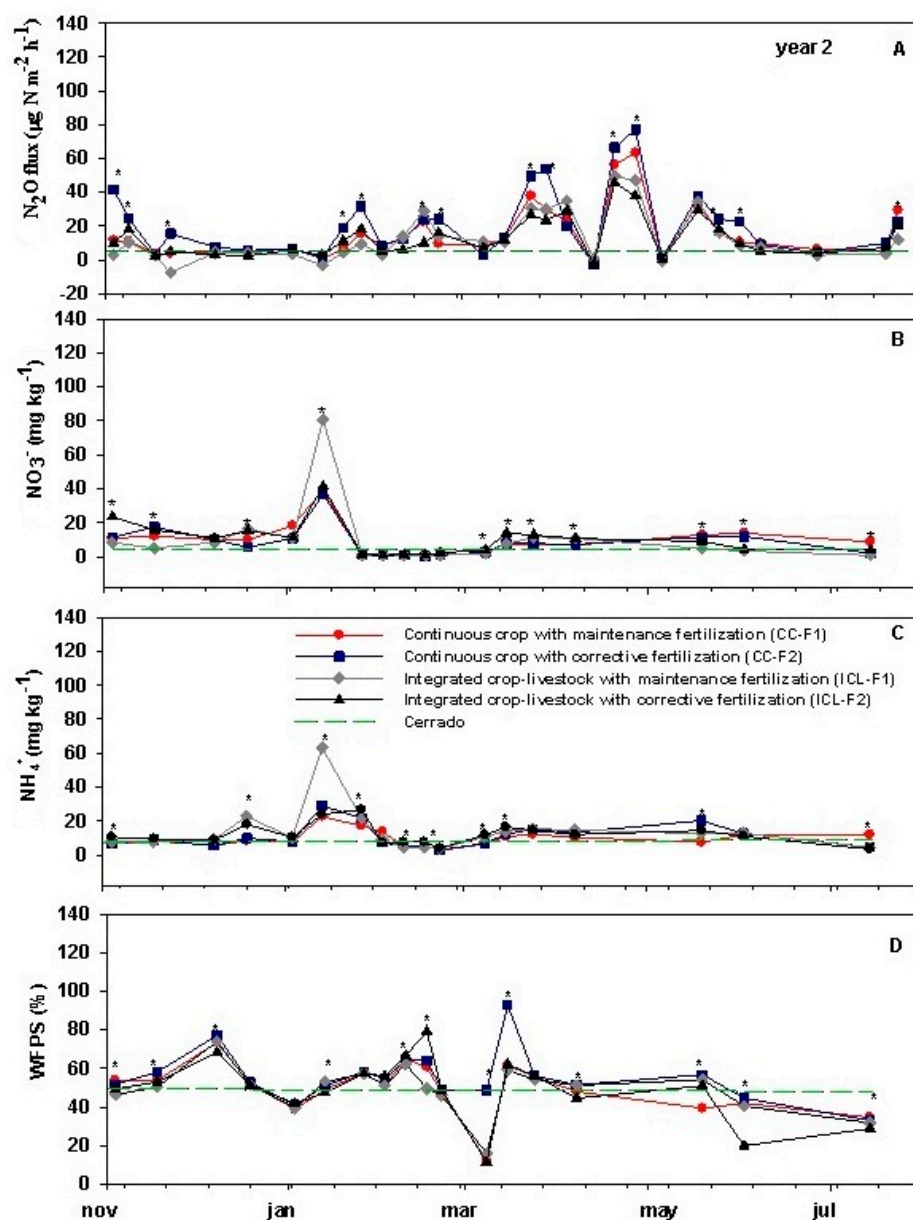 140
120
100
80
60
40
20
0
-20
N₂O flux (µg N m⁻² h⁻¹)
year 2
A
* * * * * * * * * * * * * *
140
120
100
80
60
40
20
0
NO₃⁻ (mg kg⁻¹)
B
* * * * * * * * * *
140
120
100
80
60
40
20
0
NH₄⁺ (mg kg⁻¹)
C
Continuous crop with maintenance fertilization (CC-F1)
Continuous crop with corrective fertilization (CC-F2)
Integrated crop-livestock with maintenance fertilization (ICL-F1)
Integrated crop-livestock with corrective fertilization (ICL-F2)
Cerrado
* * * * * * * * * *
140
120
100
80
60
40
20
0
WFPS (%)
D
* * * * * * * * * * *
nov jan mar may jul